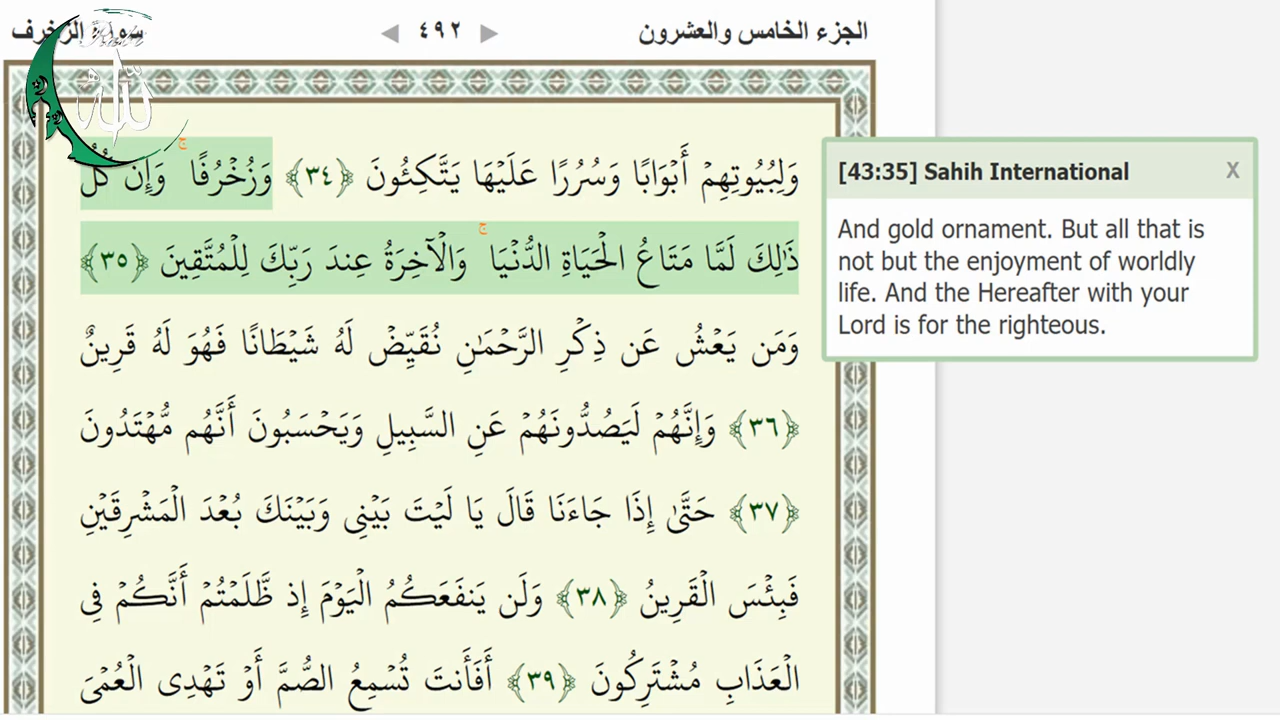 الجزء الخامس والعشرون
◀ ٤٩٢ ▶
سورة الزخرف
وَلِبُيُوتِهِمْ أَبْوَابًا وَسُرُرًا عَلَيْهَا يَتَّكِئُونَ ﴿٣٤﴾ وَزُخْرُفًا ۚ وَإِن كُلُّ
ذَٰلِكَ لَمَّا مَتَاعُ الْحَيَاةِ الدُّنْيَا ۚ وَالْآخِرَةُ عِندَ رَبِّكَ لِلْمُتَّقِينَ ﴿٣٥﴾
وَمَن يَعْشُ عَن ذِكْرِ الرَّحْمَٰنِ نُقَيِّضْ لَهُ شَيْطَانًا فَهُوَ لَهُ قَرِينٌ
﴿٣٦﴾ وَإِنَّهُمْ لَيَصُدُّونَهُمْ عَنِ السَّبِيلِ وَيَحْسَبُونَ أَنَّهُم مُّهْتَدُونَ
﴿٣٧﴾ حَتَّىٰ إِذَا جَاءَنَا قَالَ يَا لَيْتَ بَيْنِي وَبَيْنَكَ بُعْدَ الْمَشْرِقَيْنِ
فَبِئْسَ الْقَرِينُ ﴿٣٨﴾ وَلَن يَنفَعَكُمُ الْيَوْمَ إِذ ظَّلَمْتُمْ أَنَّكُمْ فِي
الْعَذَابِ مُشْتَرِكُونَ ﴿٣٩﴾ أَفَأَنتَ تُسْمِعُ الصُّمَّ أَوْ تَهْدِي الْعُمْيَ
[43:35] Sahih International X
And gold ornament. But all that is
not but the enjoyment of worldly
life. And the Hereafter with your
Lord is for the righteous.
الله